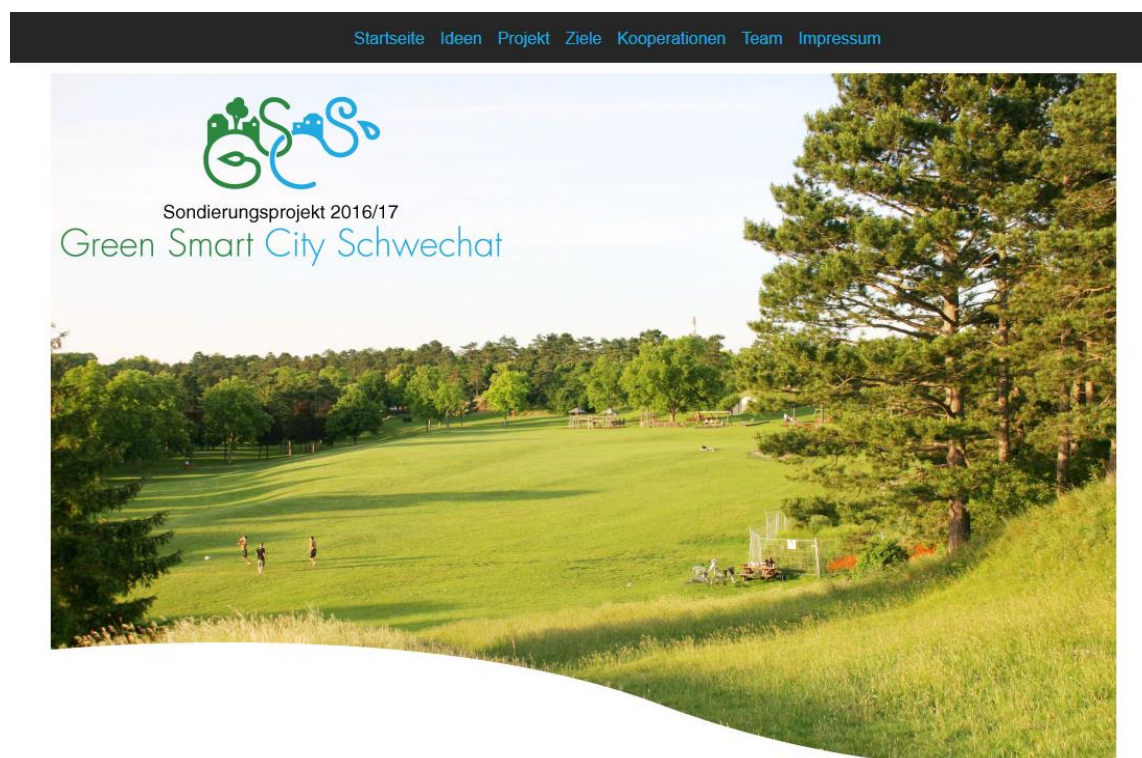 Startseite Ideen Projekt Ziele Kooperationen Team Impressum
Sondierungsprojekt 2016/17
Green Smart City Schwechat